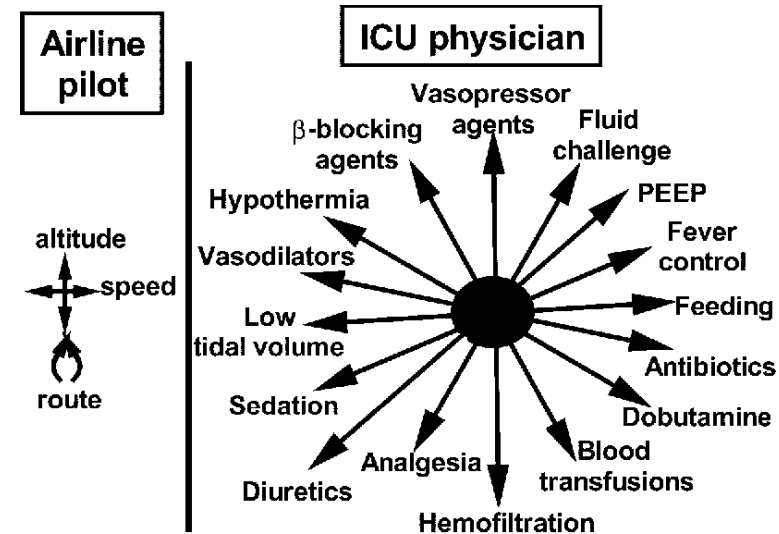 Airline
pilot
altitude
speed
route
ICU physician
Vasopressor
agents
Fluid
challenge
PEEP
Fever
control
Feeding
Antibiotics
Dobutamine
Blood
transfusions
Hemofiltration
Analgesia
Diuretics
Sedation
Low
tidal volume
Vasodilators
Hypothermia
β-blocking
agents